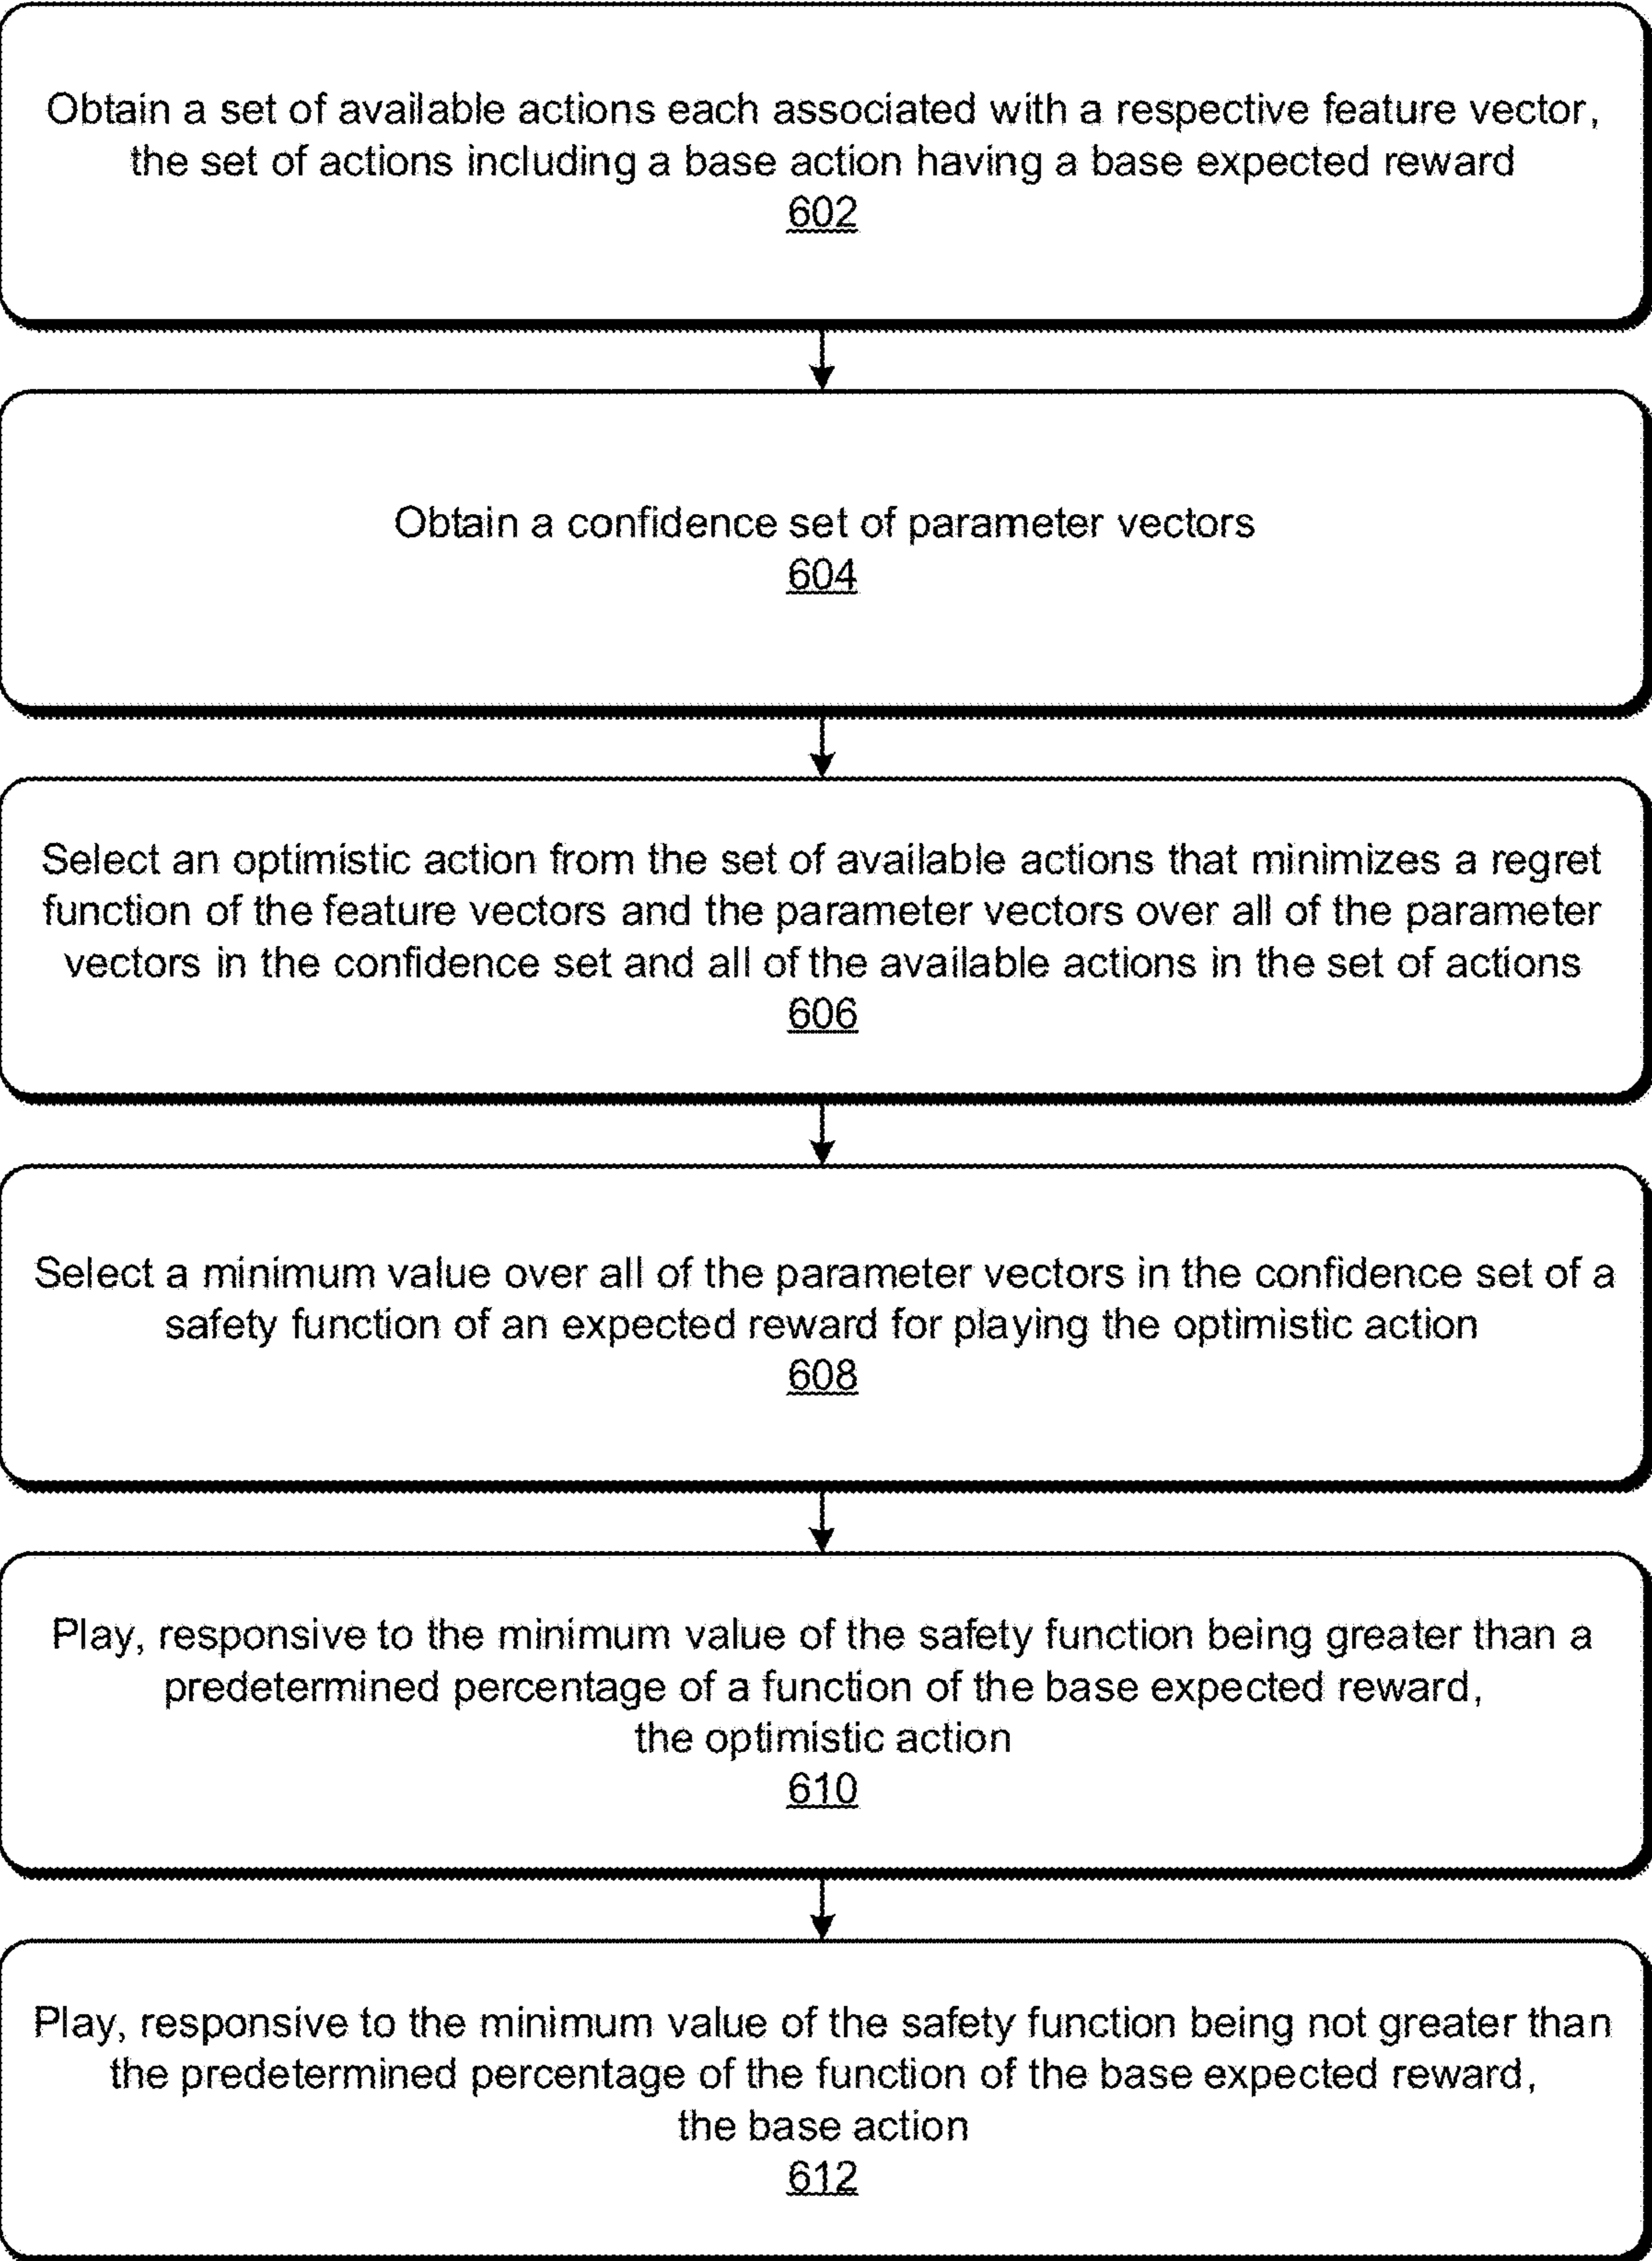 Obtain a set of available actions each associated with a respective feature vector,
the set of actions including a base action having a base expected reward
602
Obtain a confidence set of parameter vectors
604
Select an optimistic action from the set of available actions that minimizes a regret
function of the feature vectors and the parameter vectors over all of the parameter
vectors in the confidence set and all of the available actions in the set of actions
606
Select a minimum value over all of the parameter vectors in the confidence set of a
safety function of an expected reward for playing the optimistic action
608
Play, responsive to the minimum value of the safety function being greater than a
predetermined percentage of a function of the base expected reward,
the optimistic action
610
Play, responsive to the minimum value of the safety function being not greater than
the predetermined percentage of the function of the base expected reward,
the base action
612